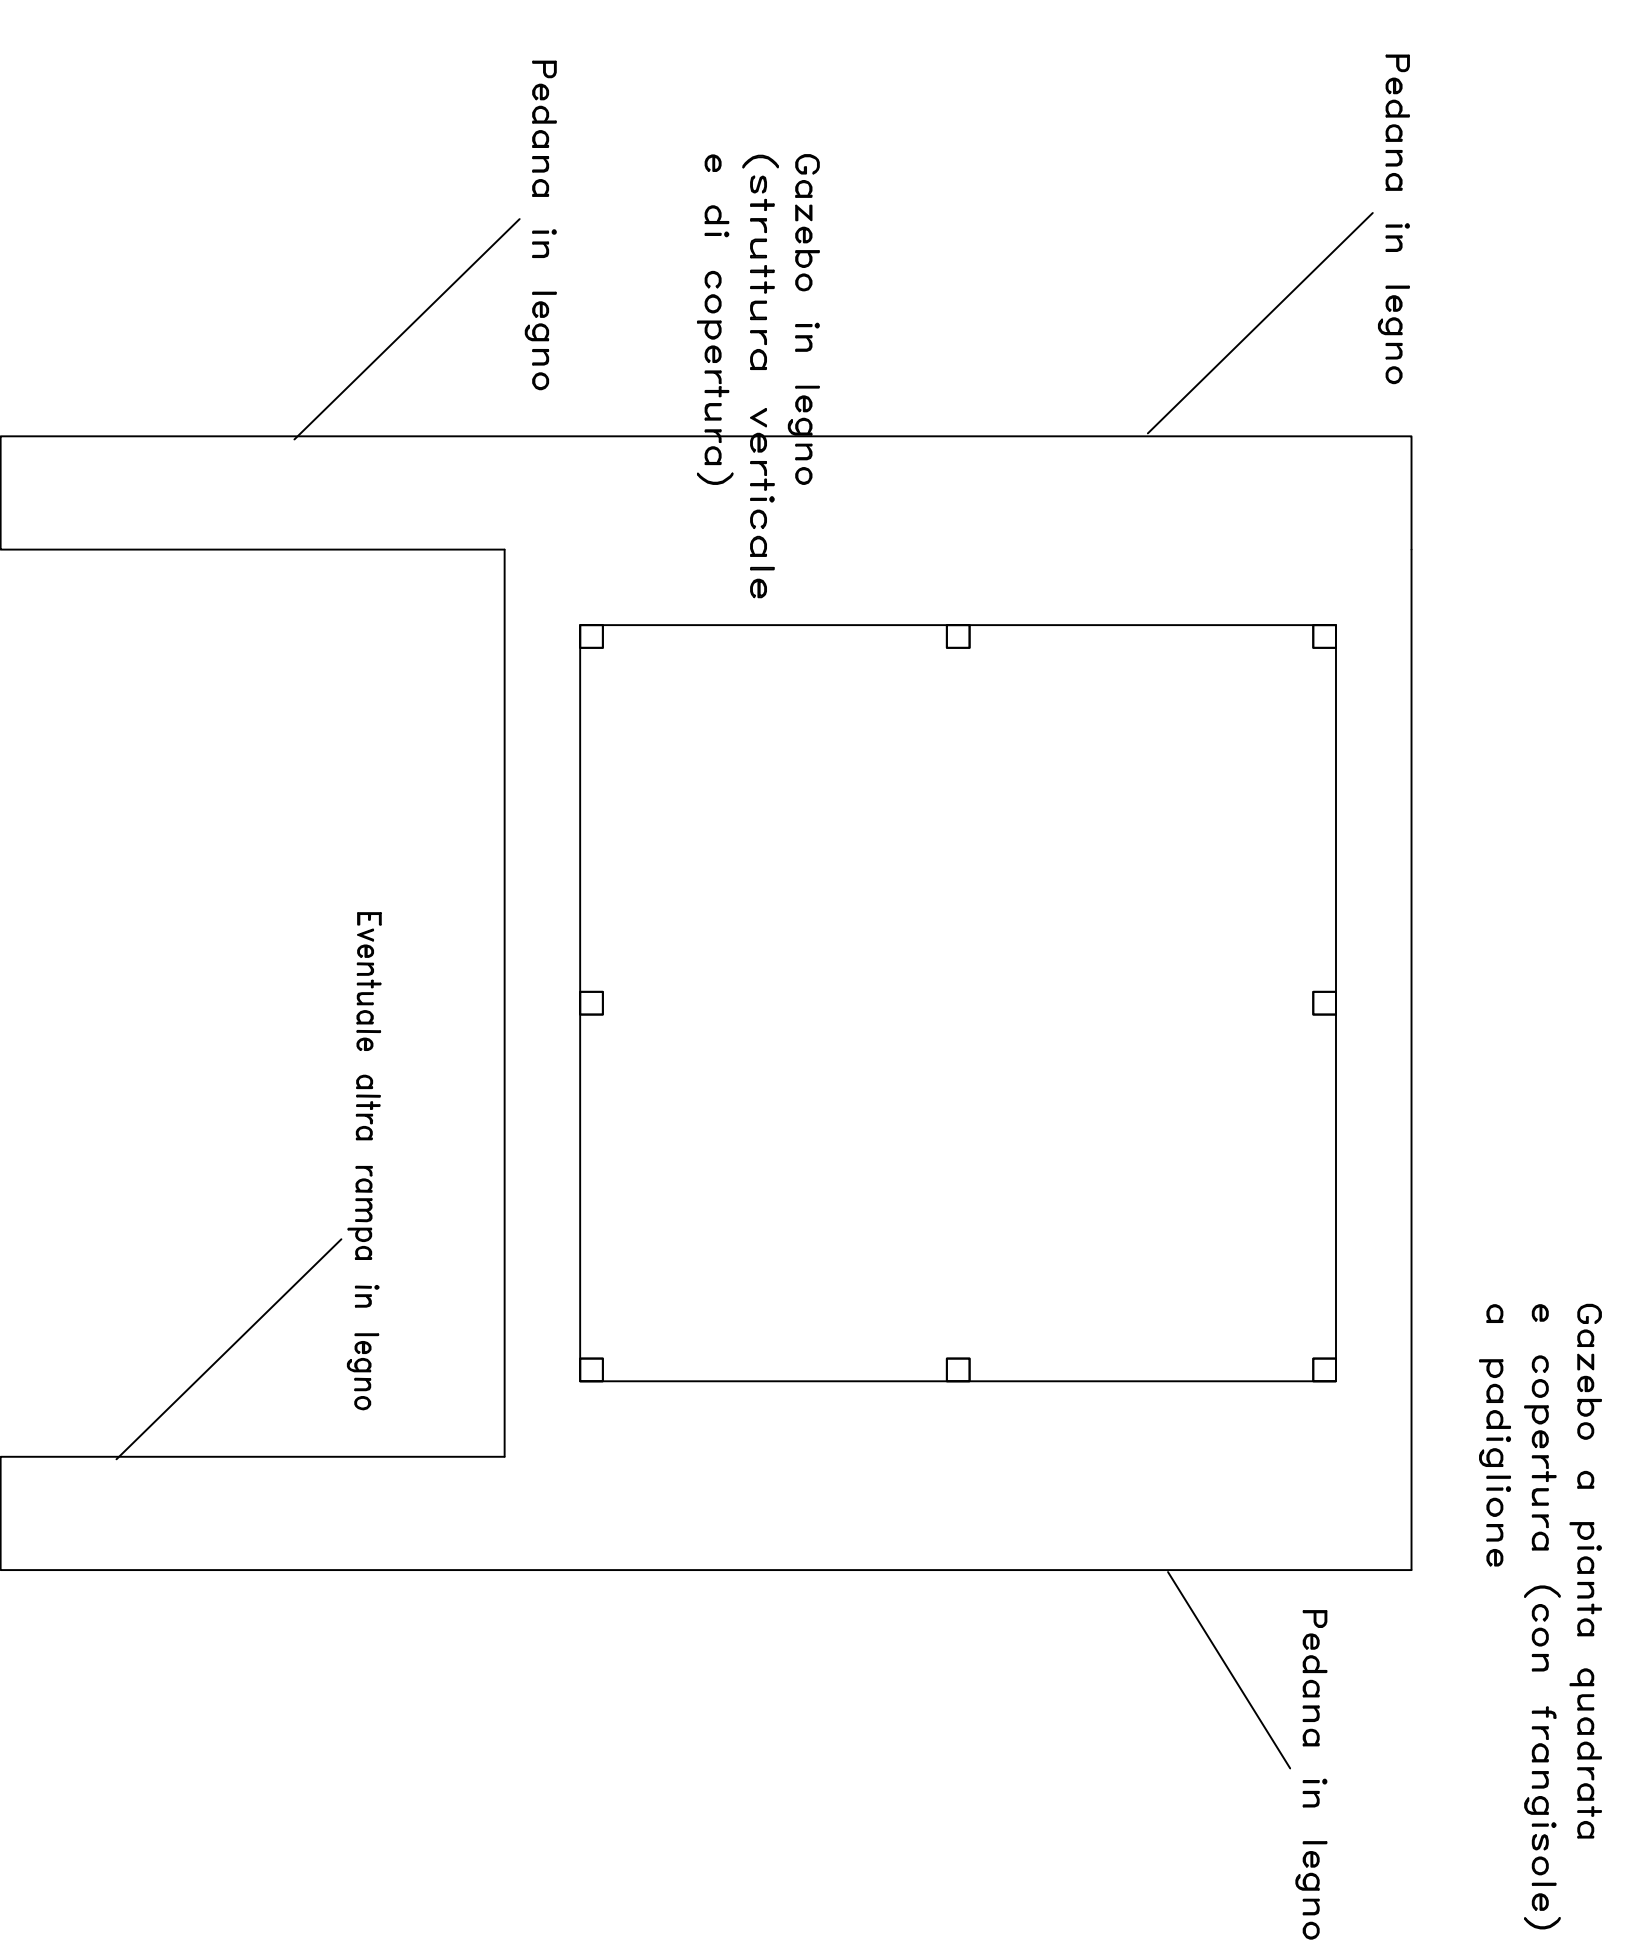 Gazebo a pianta quadrata
e copertura (con frangisole)
a padiglione
Pedana in legno
Pedana in legno
Gazebo in legno
(struttura verticale
e di copertura)
Pedana in legno
Eventuale altra rampa in legno